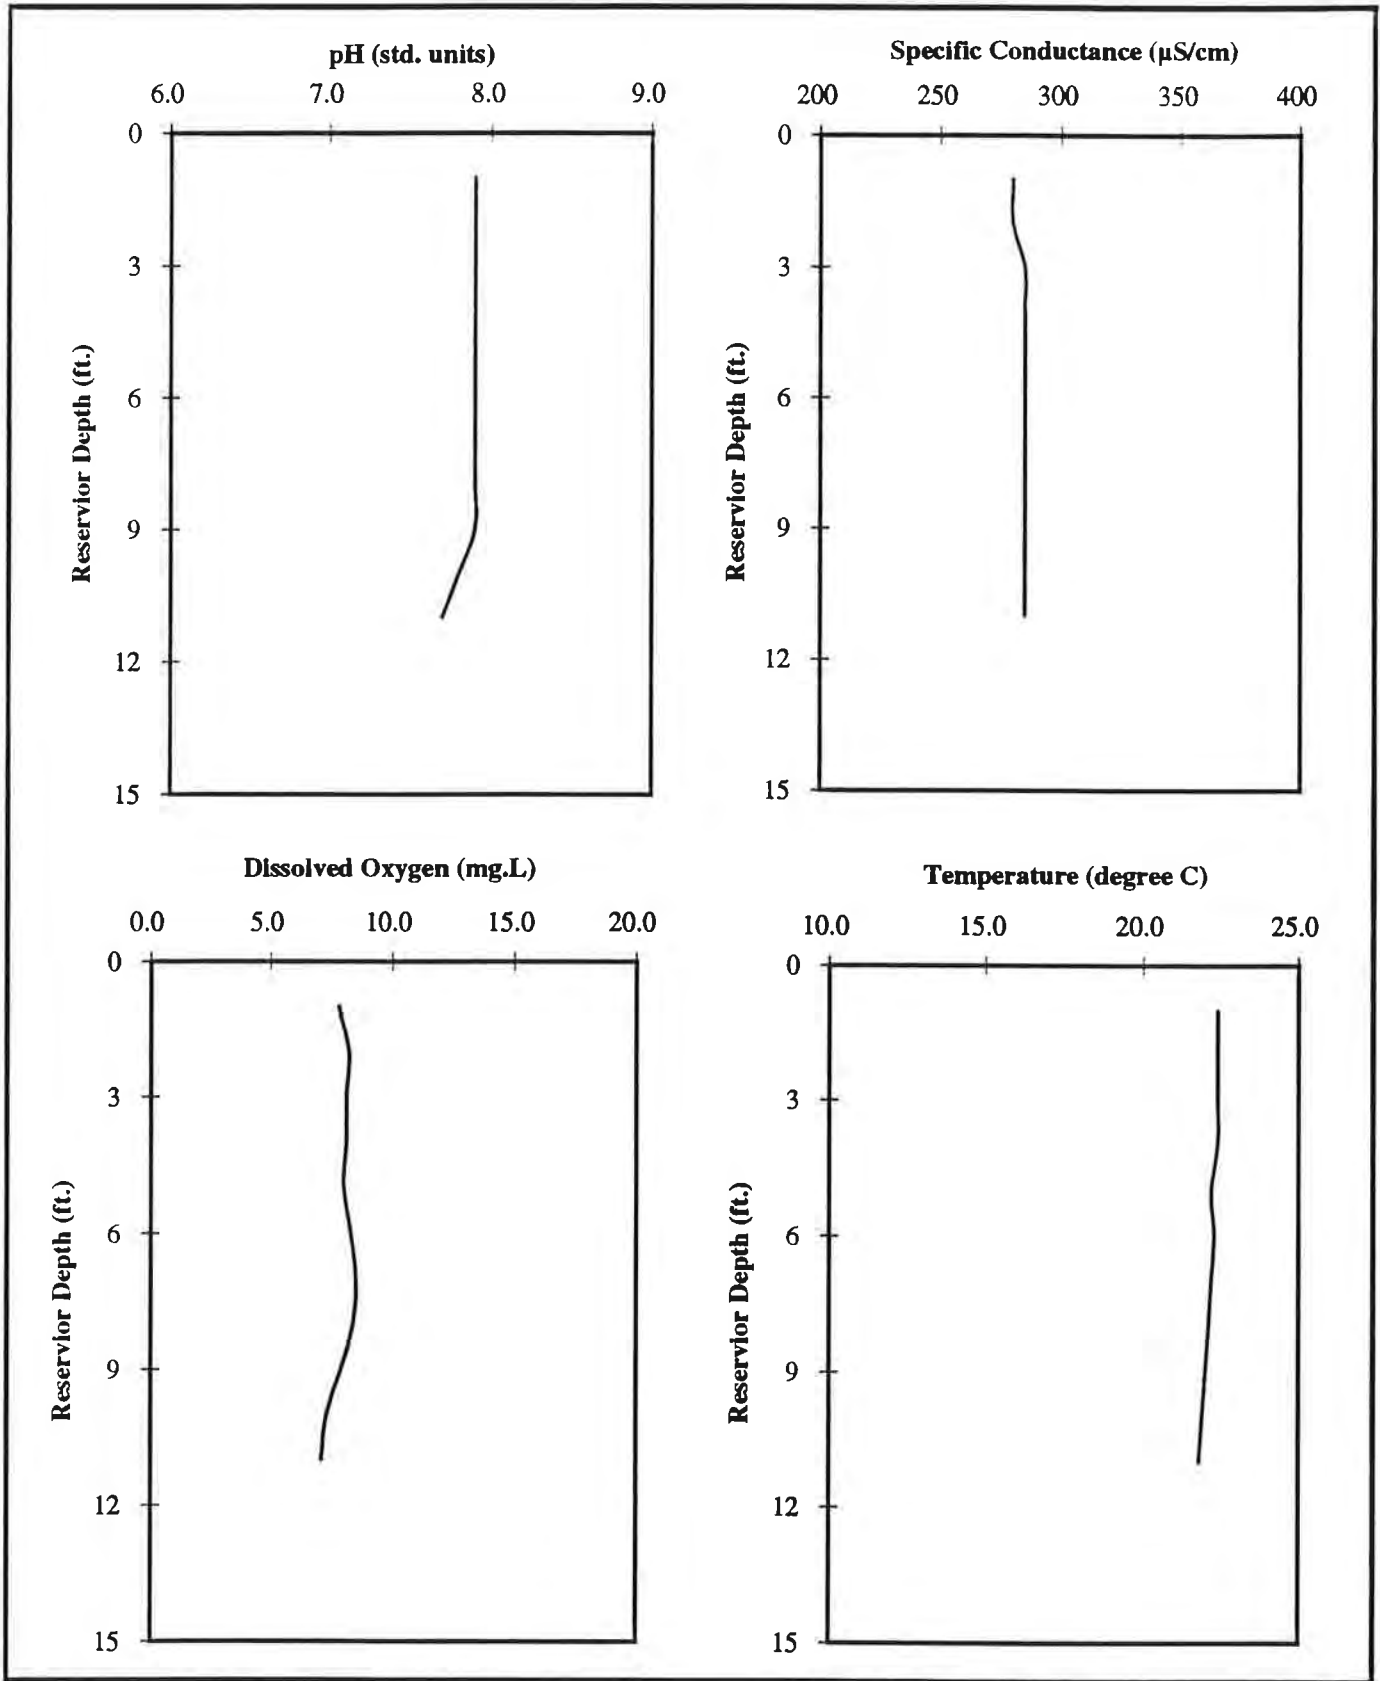 pH (std. units)
6.0 7.0 8.0 9.0
0
3
6
9
12
15
Reservior Depth (ft.)
Specific Conductance (µS/cm)
200 250 300 350 400
0
3
6
9
12
15
Reservior Depth (ft.)
Dissolved Oxygen (mg.L)
0.0 5.0 10.0 15.0 20.0
0
3
6
9
12
15
Reservior Depth (ft.)
Temperature (degree C)
10.0 15.0 20.0 25.0
0
3
6
9
12
15
Reservior Depth (ft.)